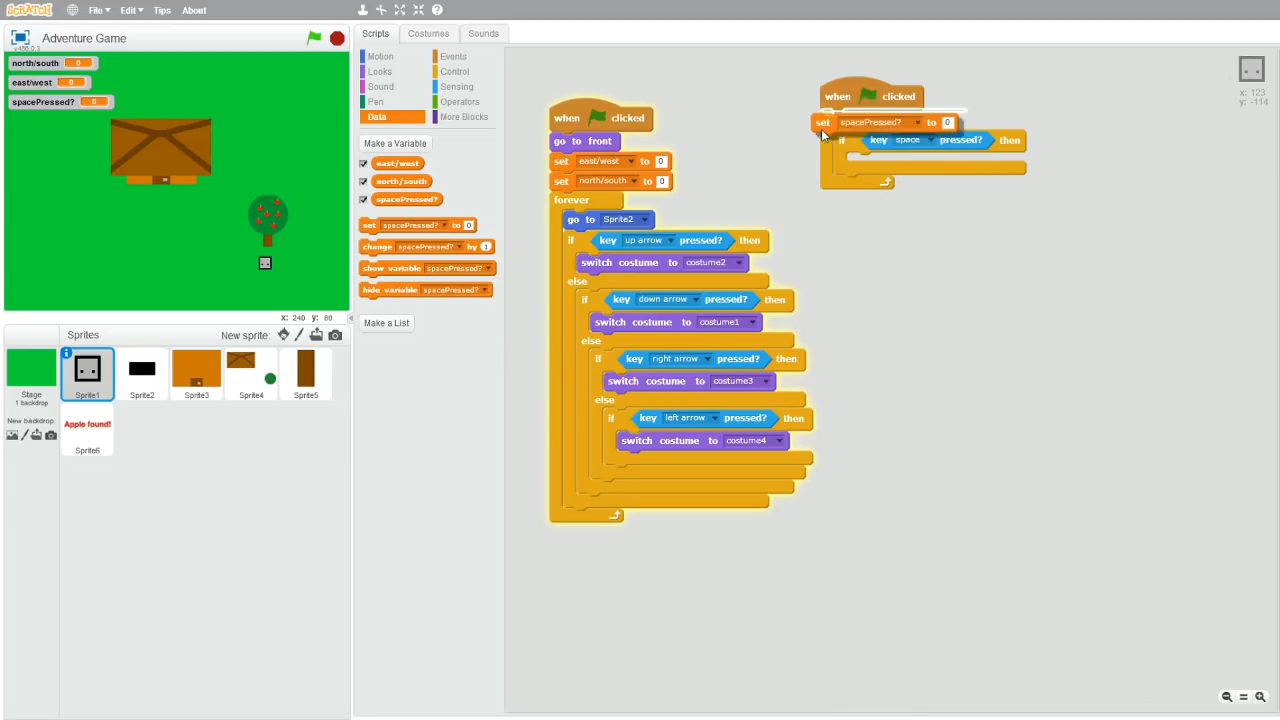 SCRATCH File Edit Tips About
Adventure Game
v456.0.3
north/south 0
east/west 0
spacePressed? 0
x: 240 y: 80
Sprites New sprite:
Stage
1 backdrop
New backdrop:
Sprite1
Sprite2
Sprite3
Sprite4
Sprite5
Apple found!
Sprite6
Scripts Costumes Sounds
Motion Events
Looks Control
Sound Sensing
Pen Operators
Data More Blocks
Make a Variable
east/west
north/south
spacePressed?
set spacePressed? to 0
change spacePressed? by 1
show variable spacePressed?
hide variable spacePressed?
Make a List
when clicked
go to front
set east/west to 0
set north/south to 0
forever
go to Sprite2
if key up arrow pressed? then
switch costume to costume2
else
if key down arrow pressed? then
switch costume to costume1
else
if key right arrow pressed? then
switch costume to costume3
else
if key left arrow pressed? then
switch costume to costume4
when clicked
set spacePressed? to 0
if key space pressed? then
x: 123
y: -114